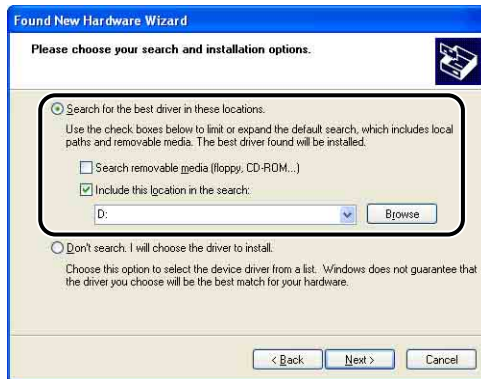 Found New Hardware Wizard
Please choose your search and installation options.
Search for the best driver in these locations.
Use the check boxes below to limit or expand the default search, which includes local
paths and removable media. The best driver found will be installed.
Search removable media (floppy, CD-ROM...)
Include this location in the search:
D:
Browse
Don't search. I will choose the driver to install.
Choose this option to select the device driver from a list. Windows does not guarantee that
the driver you choose will be the best match for your hardware.
< Back Next > Cancel